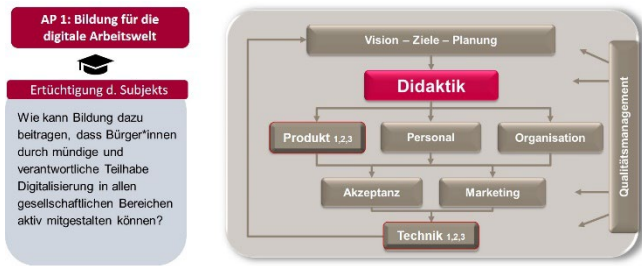 AP 1: Bildung für die
digitale Arbeitswelt
Ertüchtigung d. Subjekts
Wie kann Bildung dazu
beitragen, dass Bürger*innen
durch mündige und
verantwortliche Teilhabe
Digitalisierung in allen
gesellschaftlichen Bereichen
aktiv mitgestalten können?
Vision – Ziele – Planung
Didaktik
Produkt 1,2,3
Personal
Organisation
Akzeptanz
Marketing
Technik 1,2,3
Qualitätsmanagement